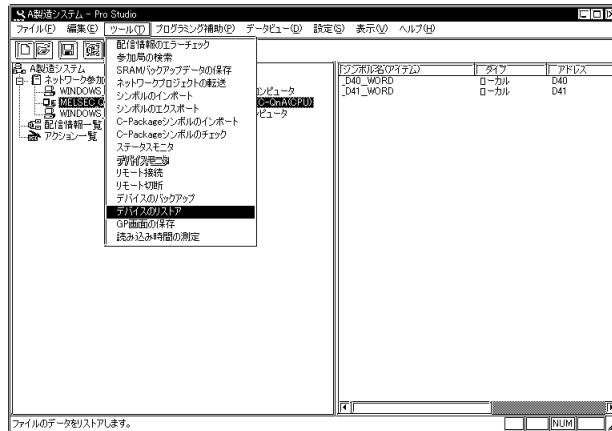 A製造システム - Pro Studio
ファイル(F) 編集(E) ツール(T) プログラミング補助(P) データビュー(D) 設定(S) 表示(V) ヘルプ(H)
配信情報のエラーチェック
参加局の検索
SRAMバックアップデータの保存
ネットワークプロジェクトの転送
シンボルのインポート
シンボルのエクスポート
C-Packageシンボルのインポート
C-Packageシンボルのチェック
ステータスモニタ
デバイスモニタ
リモート接続
リモート切断
デバイスのバックアップ
デバイスのリストア
GP画面の保存
読み込み時間の測定
A製造システム
ネットワーク参加
WINDOWS
ンピュータ
MELSEC
C-QnA(CPU)
WINDOWS
ピュータ
配信情報一覧
アクション一覧
シンボル名(アイテム) タイプ アドレス
_D40_WORD ローカル D40
_D41_WORD ローカル D41
ファイルのデータをリストアします。
NUM